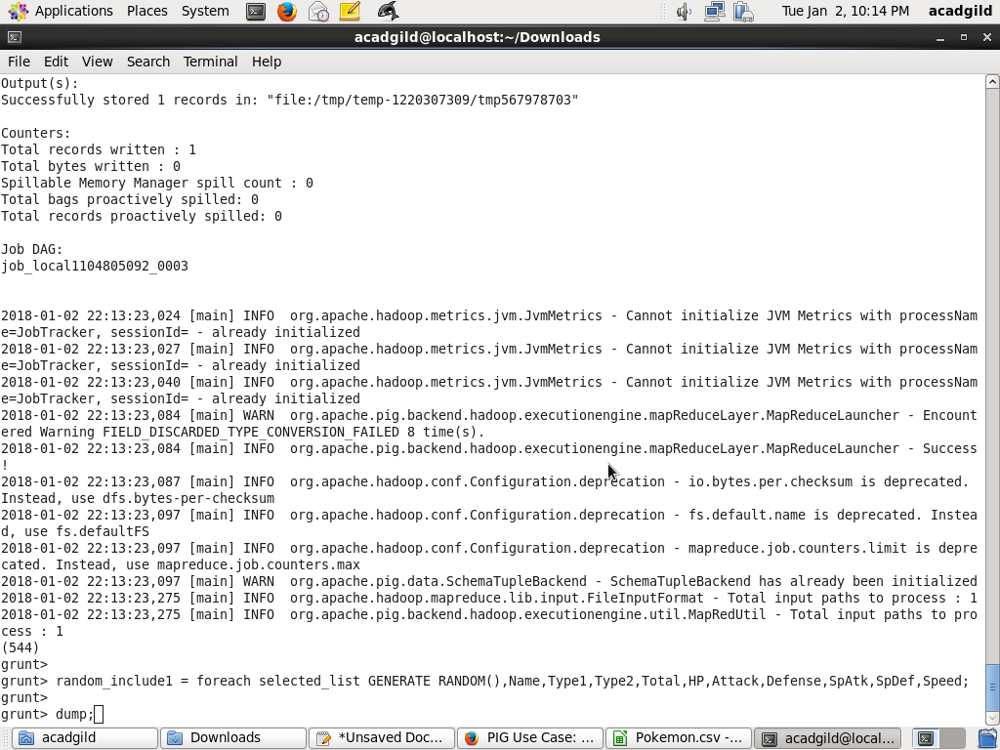 Applications Places System Tue Jan 2, 10:14 PM acadgild
acadgild@localhost:~/Downloads
File Edit View Search Terminal Help
Output(s):
Successfully stored 1 records in: "file:/tmp/temp-1220307309/tmp567978703"
Counters:
Total records written : 1
Total bytes written : 0
Spillable Memory Manager spill count : 0
Total bags proactively spilled: 0
Total records proactively spilled: 0
Job DAG:
job_local1104805092_0003
2018-01-02 22:13:23,024 [main] INFO  org.apache.hadoop.metrics.jvm.JvmMetrics - Cannot initialize JVM Metrics with processNam
e=JobTracker, sessionId= - already initialized
2018-01-02 22:13:23,027 [main] INFO  org.apache.hadoop.metrics.jvm.JvmMetrics - Cannot initialize JVM Metrics with processNam
e=JobTracker, sessionId= - already initialized
2018-01-02 22:13:23,040 [main] INFO  org.apache.hadoop.metrics.jvm.JvmMetrics - Cannot initialize JVM Metrics with processNam
e=JobTracker, sessionId= - already initialized
2018-01-02 22:13:23,084 [main] WARN  org.apache.pig.backend.hadoop.executionengine.mapReduceLayer.MapReduceLauncher - Encount
ered Warning FIELD_DISCARDED_TYPE_CONVERSION_FAILED 8 time(s).
2018-01-02 22:13:23,084 [main] INFO  org.apache.pig.backend.hadoop.executionengine.mapReduceLayer.MapReduceLauncher - Success
!
2018-01-02 22:13:23,087 [main] INFO  org.apache.hadoop.conf.Configuration.deprecation - io.bytes.per.checksum is deprecated.
Instead, use dfs.bytes-per-checksum
2018-01-02 22:13:23,097 [main] INFO  org.apache.hadoop.conf.Configuration.deprecation - fs.default.name is deprecated. Instea
d, use fs.defaultFS
2018-01-02 22:13:23,097 [main] INFO  org.apache.hadoop.conf.Configuration.deprecation - mapreduce.job.counters.limit is depre
cated. Instead, use mapreduce.job.counters.max
2018-01-02 22:13:23,097 [main] WARN  org.apache.pig.data.SchemaTupleBackend - SchemaTupleBackend has already been initialized
2018-01-02 22:13:23,275 [main] INFO  org.apache.hadoop.mapreduce.lib.input.FileInputFormat - Total input paths to process : 1
2018-01-02 22:13:23,275 [main] INFO  org.apache.pig.backend.hadoop.executionengine.util.MapRedUtil - Total input paths to pro
cess : 1
(544)
grunt>
grunt> random_include1 = foreach selected_list GENERATE RANDOM(),Name,Type1,Type2,Total,HP,Attack,Defense,SpAtk,SpDef,Speed;
grunt>
grunt> dump;
acadgild Downloads *Unsaved Doc... PIG Use Case: ... Pokemon.csv -... acadgild@local...